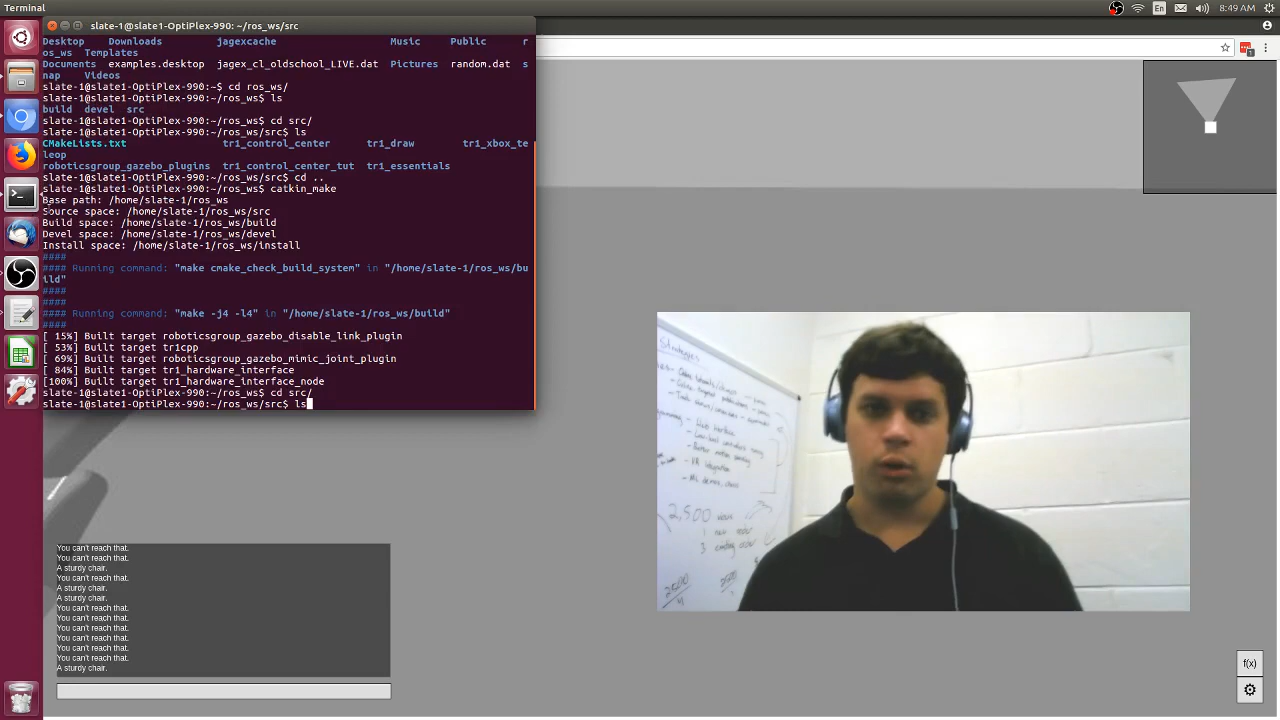 Terminal
En
8:49 AM
slate-1@slate1-OptiPlex-990: ~/ros_ws/src
Desktop Downloads jagexcache Music Public r
os_ws Templates
Documents examples.desktop jagex_cl_oldschool_LIVE.dat Pictures random.dat s
nap Videos
slate-1@slate1-OptiPlex-990:~$ cd ros_ws/
slate-1@slate1-OptiPlex-990:~/ros_ws$ ls
build devel src
slate-1@slate1-OptiPlex-990:~/ros_ws$ cd src/
slate-1@slate1-OptiPlex-990:~/ros_ws/src$ ls
CMakeLists.txt tr1_control_center tr1_draw tr1_xbox_te
leop
roboticsgroup_gazebo_plugins tr1_control_center_tut tr1_essentials
slate-1@slate1-OptiPlex-990:~/ros_ws/src$ cd ..
slate-1@slate1-OptiPlex-990:~/ros_ws$ catkin_make
Base path: /home/slate-1/ros_ws
Source space: /home/slate-1/ros_ws/src
Build space: /home/slate-1/ros_ws/build
Devel space: /home/slate-1/ros_ws/devel
Install space: /home/slate-1/ros_ws/install
####
#### Running command: "make cmake_check_build_system" in "/home/slate-1/ros_ws/bu
ild"
####
####
#### Running command: "make -j4 -l4" in "/home/slate-1/ros_ws/build"
####
[ 15%] Built target roboticsgroup_gazebo_disable_link_plugin
[ 53%] Built target tr1cpp
[ 69%] Built target roboticsgroup_gazebo_mimic_joint_plugin
[ 84%] Built target tr1_hardware_interface
[100%] Built target tr1_hardware_interface_node
slate-1@slate1-OptiPlex-990:~/ros_ws$ cd src/
slate-1@slate1-OptiPlex-990:~/ros_ws/src$ ls
Strategies
2,500 views
You can't reach that.
You can't reach that.
A sturdy chair.
You can't reach that.
A sturdy chair.
A sturdy chair.
You can't reach that.
You can't reach that.
You can't reach that.
You can't reach that.
You can't reach that.
You can't reach that.
A sturdy chair.
f(x)